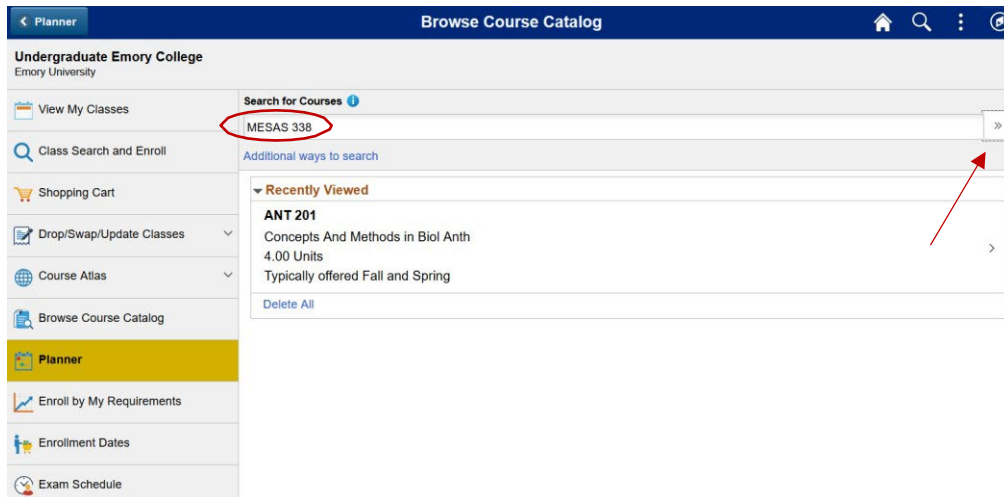 Planner
Browse Course Catalog
Undergraduate Emory College
Emory University
View My Classes
Class Search and Enroll
Shopping Cart
Drop/Swap/Update Classes
Course Atlas
Browse Course Catalog
Planner
Enroll by My Requirements
Enrollment Dates
Exam Schedule
Search for Courses
MESAS 338
Additional ways to search
Recently Viewed
ANT 201
Concepts And Methods in Biol Anth
4.00 Units
Typically offered Fall and Spring
Delete All